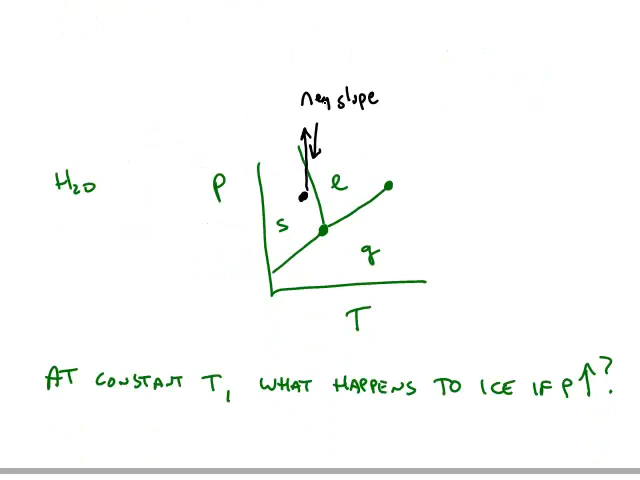 neg slope
H2O
P
l
s
g
T
AT CONSTANT T, WHAT HAPPENS TO ICE IF P↑?